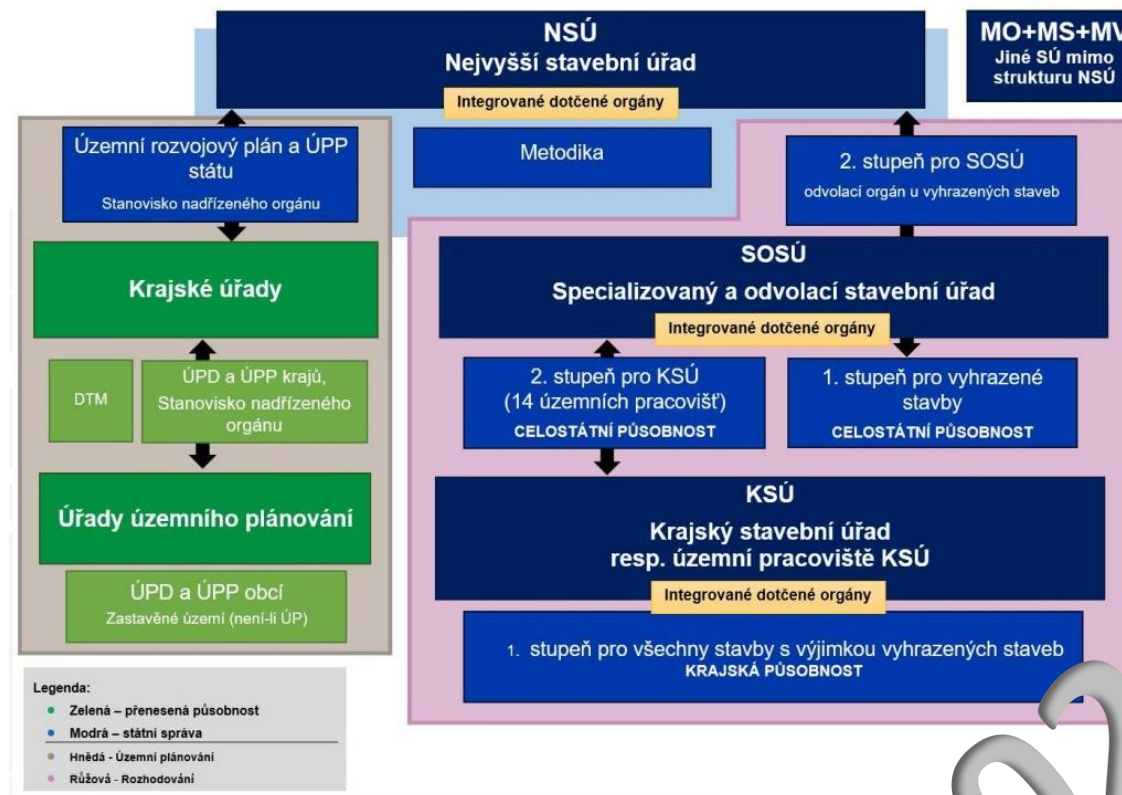 NSÚ
Nejvyšší stavební úřad
Integrované dotčené orgány
MO+MS+MV
Jiné SÚ mimo
strukturu NSÚ
Územní rozvojový plán a ÚPP
státu
Stanovisko nadřízeného orgánu
Metodika
2. stupeň pro SOSÚ
odvolací orgán u vyhrazených staveb
Krajské úřady
SOSÚ
Specializovaný a odvolací stavební úřad
Integrované dotčené orgány
DTM
ÚPD a ÚPP krajů,
Stanovisko nadřízeného
orgánu
2. stupeň pro KSÚ
(14 územních pracovišť)
CELOSTÁTNÍ PŮSOBNOST
1. stupeň pro vyhrazené
stavby
CELOSTÁTNÍ PŮSOBNOST
Úřady územního plánování
KSÚ
Krajský stavební úřad
resp. územní pracoviště KSÚ
Integrované dotčené orgány
ÚPD a ÚPP obcí
Zastavěné území (není-li ÚP)
1. stupeň pro všechny stavby s výjimkou vyhrazených staveb
KRAJSKÁ PŮSOBNOST
Legenda:
Zelená – přenesená působnost
Modrá – státní správa
Hnědá - Územní plánování
Růžová - Rozhodování